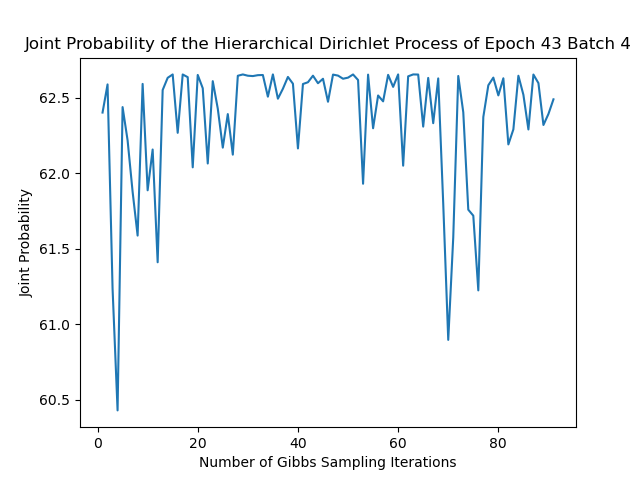 Joint Probability of the Hierarchical Dirichlet Process of Epoch 43 Batch 4
62.5
62.0
61.5
61.0
60.5
Joint Probability
0 20 40 60 80
Number of Gibbs Sampling Iterations